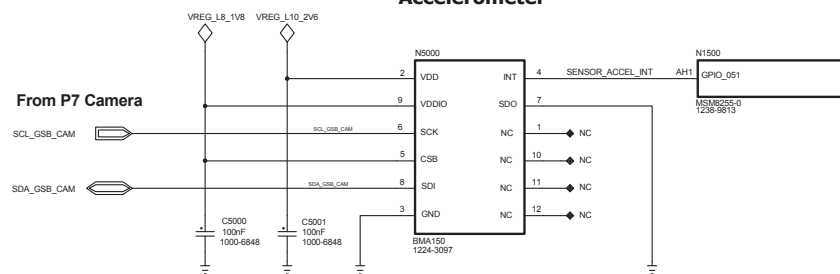 Accelerometer
VREG_L8_1V8 VREG_L10_2V6
N5000 N1500
2 VDD INT 4 SENSOR_ACCEL_INT AH1 GPIO_051
From P7 Camera
9 VDDIO SDO 7
MSM8255-0
1238-9813
SCL_GSB_CAM SCL_GSB_CAM 6 SCK NC 1 NC
5 CSB NC 10 NC
SDA_GSB_CAM SDA_GSB_CAM 8 SDI NC 11 NC
3 GND NC 12 NC
C5000 C5001
100nF 100nF
1000-6848 1000-6848
BMA150
1224-3097